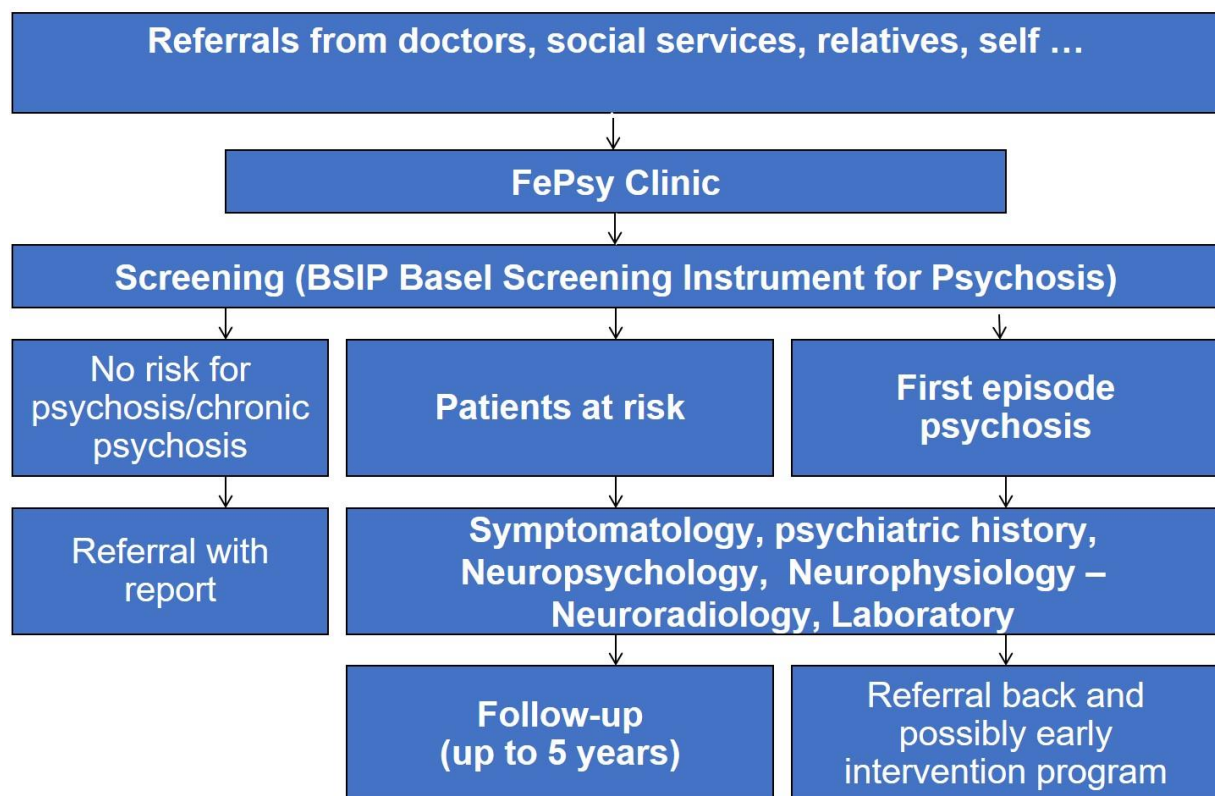 Referrals from doctors, social services, relatives, self …
FePsy Clinic
Screening (BSIP Basel Screening Instrument for Psychosis)
No risk for
psychosis/chronic
psychosis
Patients at risk
First episode
psychosis
Referral with
report
Symptomatology, psychiatric history,
Neuropsychology, Neurophysiology –
Neuroradiology, Laboratory
Follow-up
(up to 5 years)
Referral back and
possibly early
intervention program